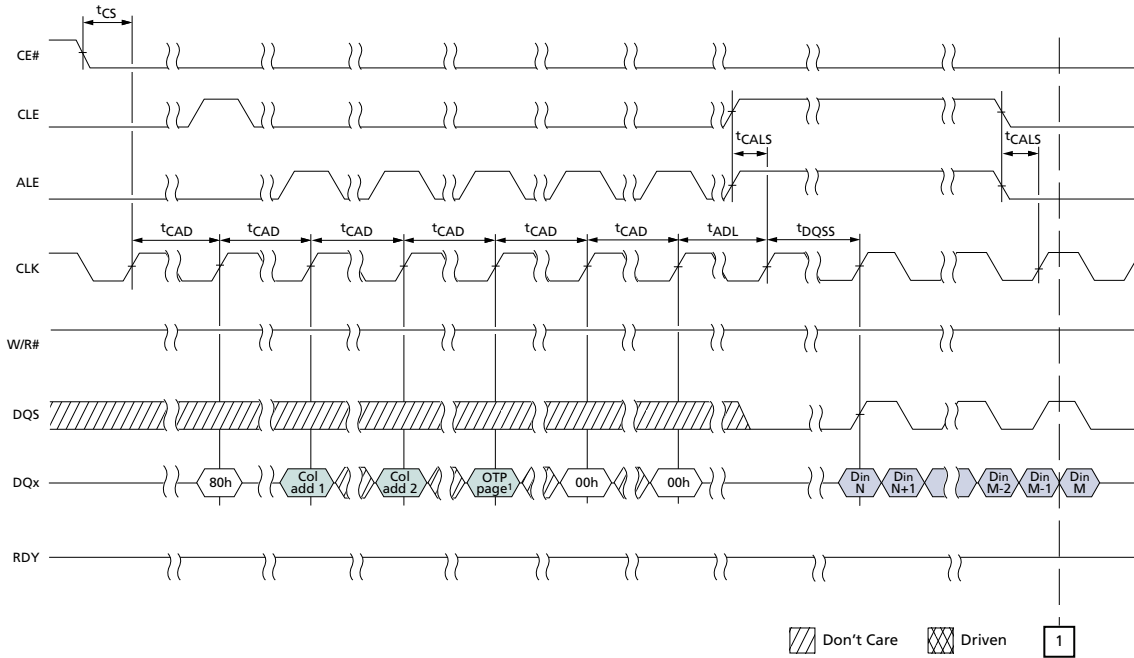 tCS
CE#
CLE
tCALS tCALS
ALE
tCAD tCAD tCAD tCAD tCAD tCAD tADL tDQSS
CLK
W/R#
DQS
DQx 80h Col add 1 Col add 2 OTP page1 00h 00h Din N Din N+1 Din M-2 Din M-1 Din M
RDY
Don't Care Driven 1